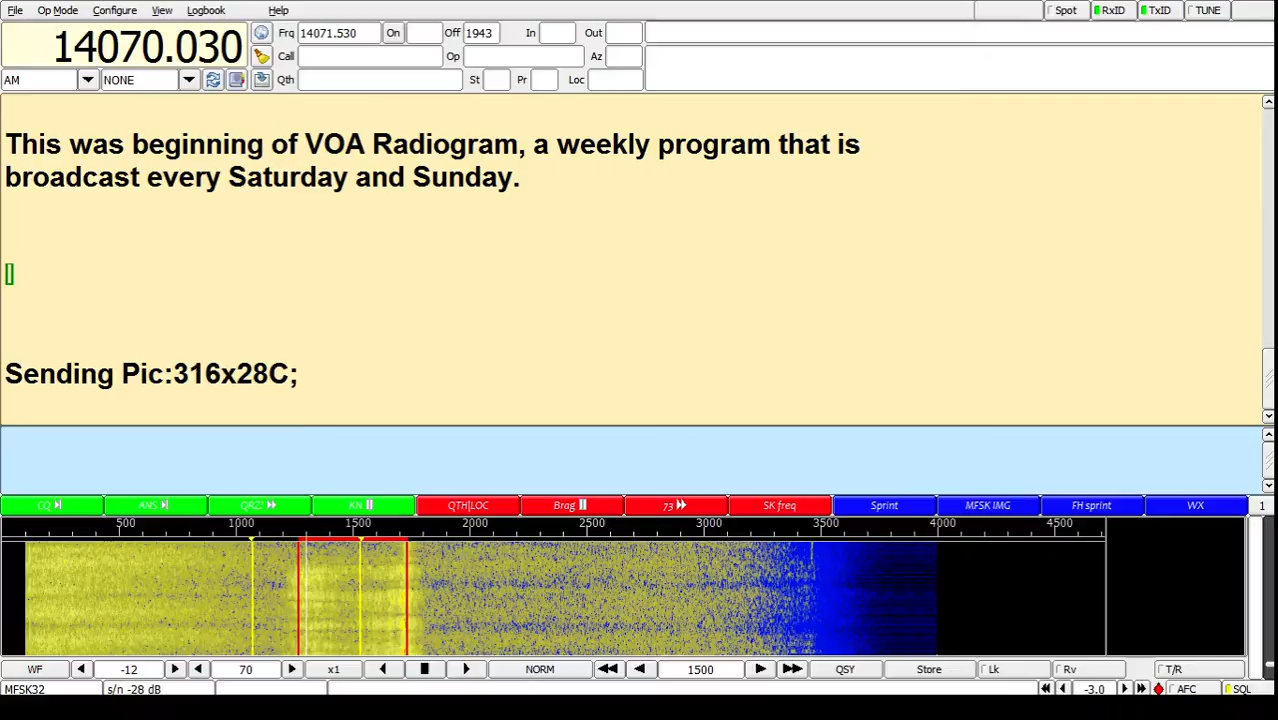 File Op Mode Configure View Logbook Help Spot RxID TxID TUNE
14070.030 Frq 14071.530 On Off 1943 In Out
Call Op Az
AM NONE Qth St Pr Loc
This was beginning of VOA Radiogram, a weekly program that is
broadcast every Saturday and Sunday.
[]
Sending Pic:316x28C;
CQ ANS QRZ! KN QTH|LOC Brag 73 SK freq Sprint MFSK IMG FH sprint WX 1
500 1000 1500 2000 2500 3000 3500 4000 4500
WF -12 70 x1 NORM 1500 QSY Store Lk Rv T/R
MFSK32 s/n -28 dB -3.0 AFC SQL